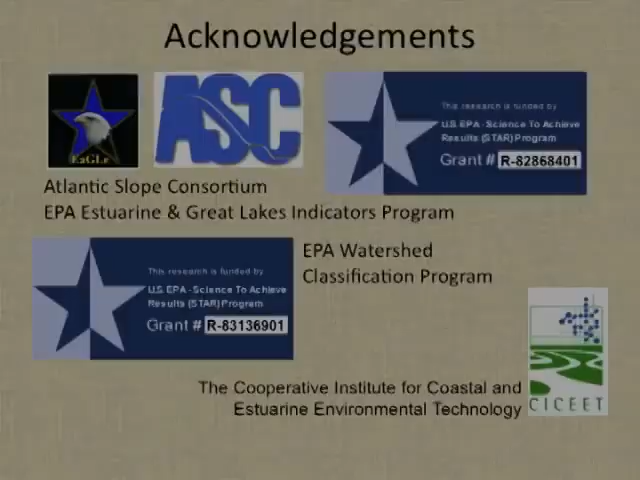 Acknowledgements
EaGLe
ASC
This research is funded by
U.S. EPA - Science To Achieve
Results (STAR) Program
Grant # R-82868401
Atlantic Slope Consortium
EPA Estuarine & Great Lakes Indicators Program
This research is funded by
U.S. EPA - Science To Achieve
Results (STAR) Program
Grant # R-83136901
EPA Watershed
Classification Program
The Cooperative Institute for Coastal and
Estuarine Environmental Technology
CICEET